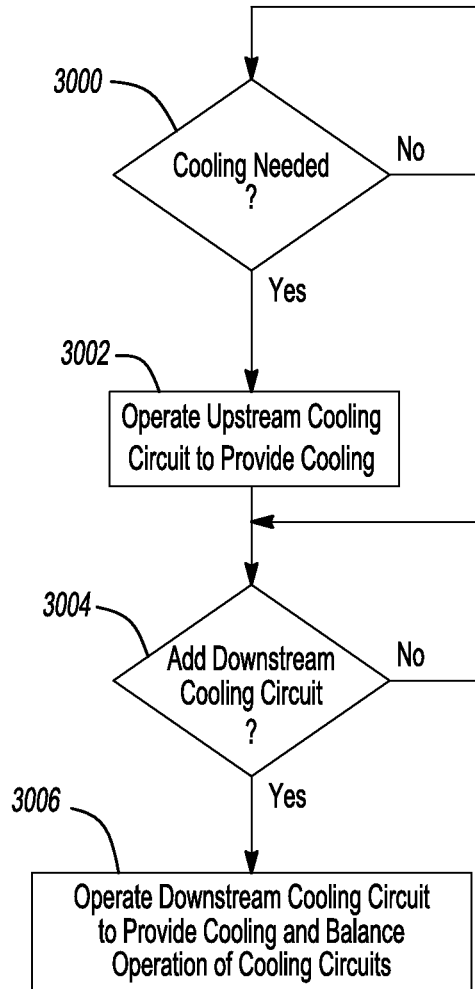 3000
Cooling Needed
?
No
Yes
3002
Operate Upstream Cooling
Circuit to Provide Cooling
3004
Add Downstream
Cooling Circuit
?
No
Yes
3006
Operate Downstream Cooling Circuit
to Provide Cooling and Balance
Operation of Cooling Circuits